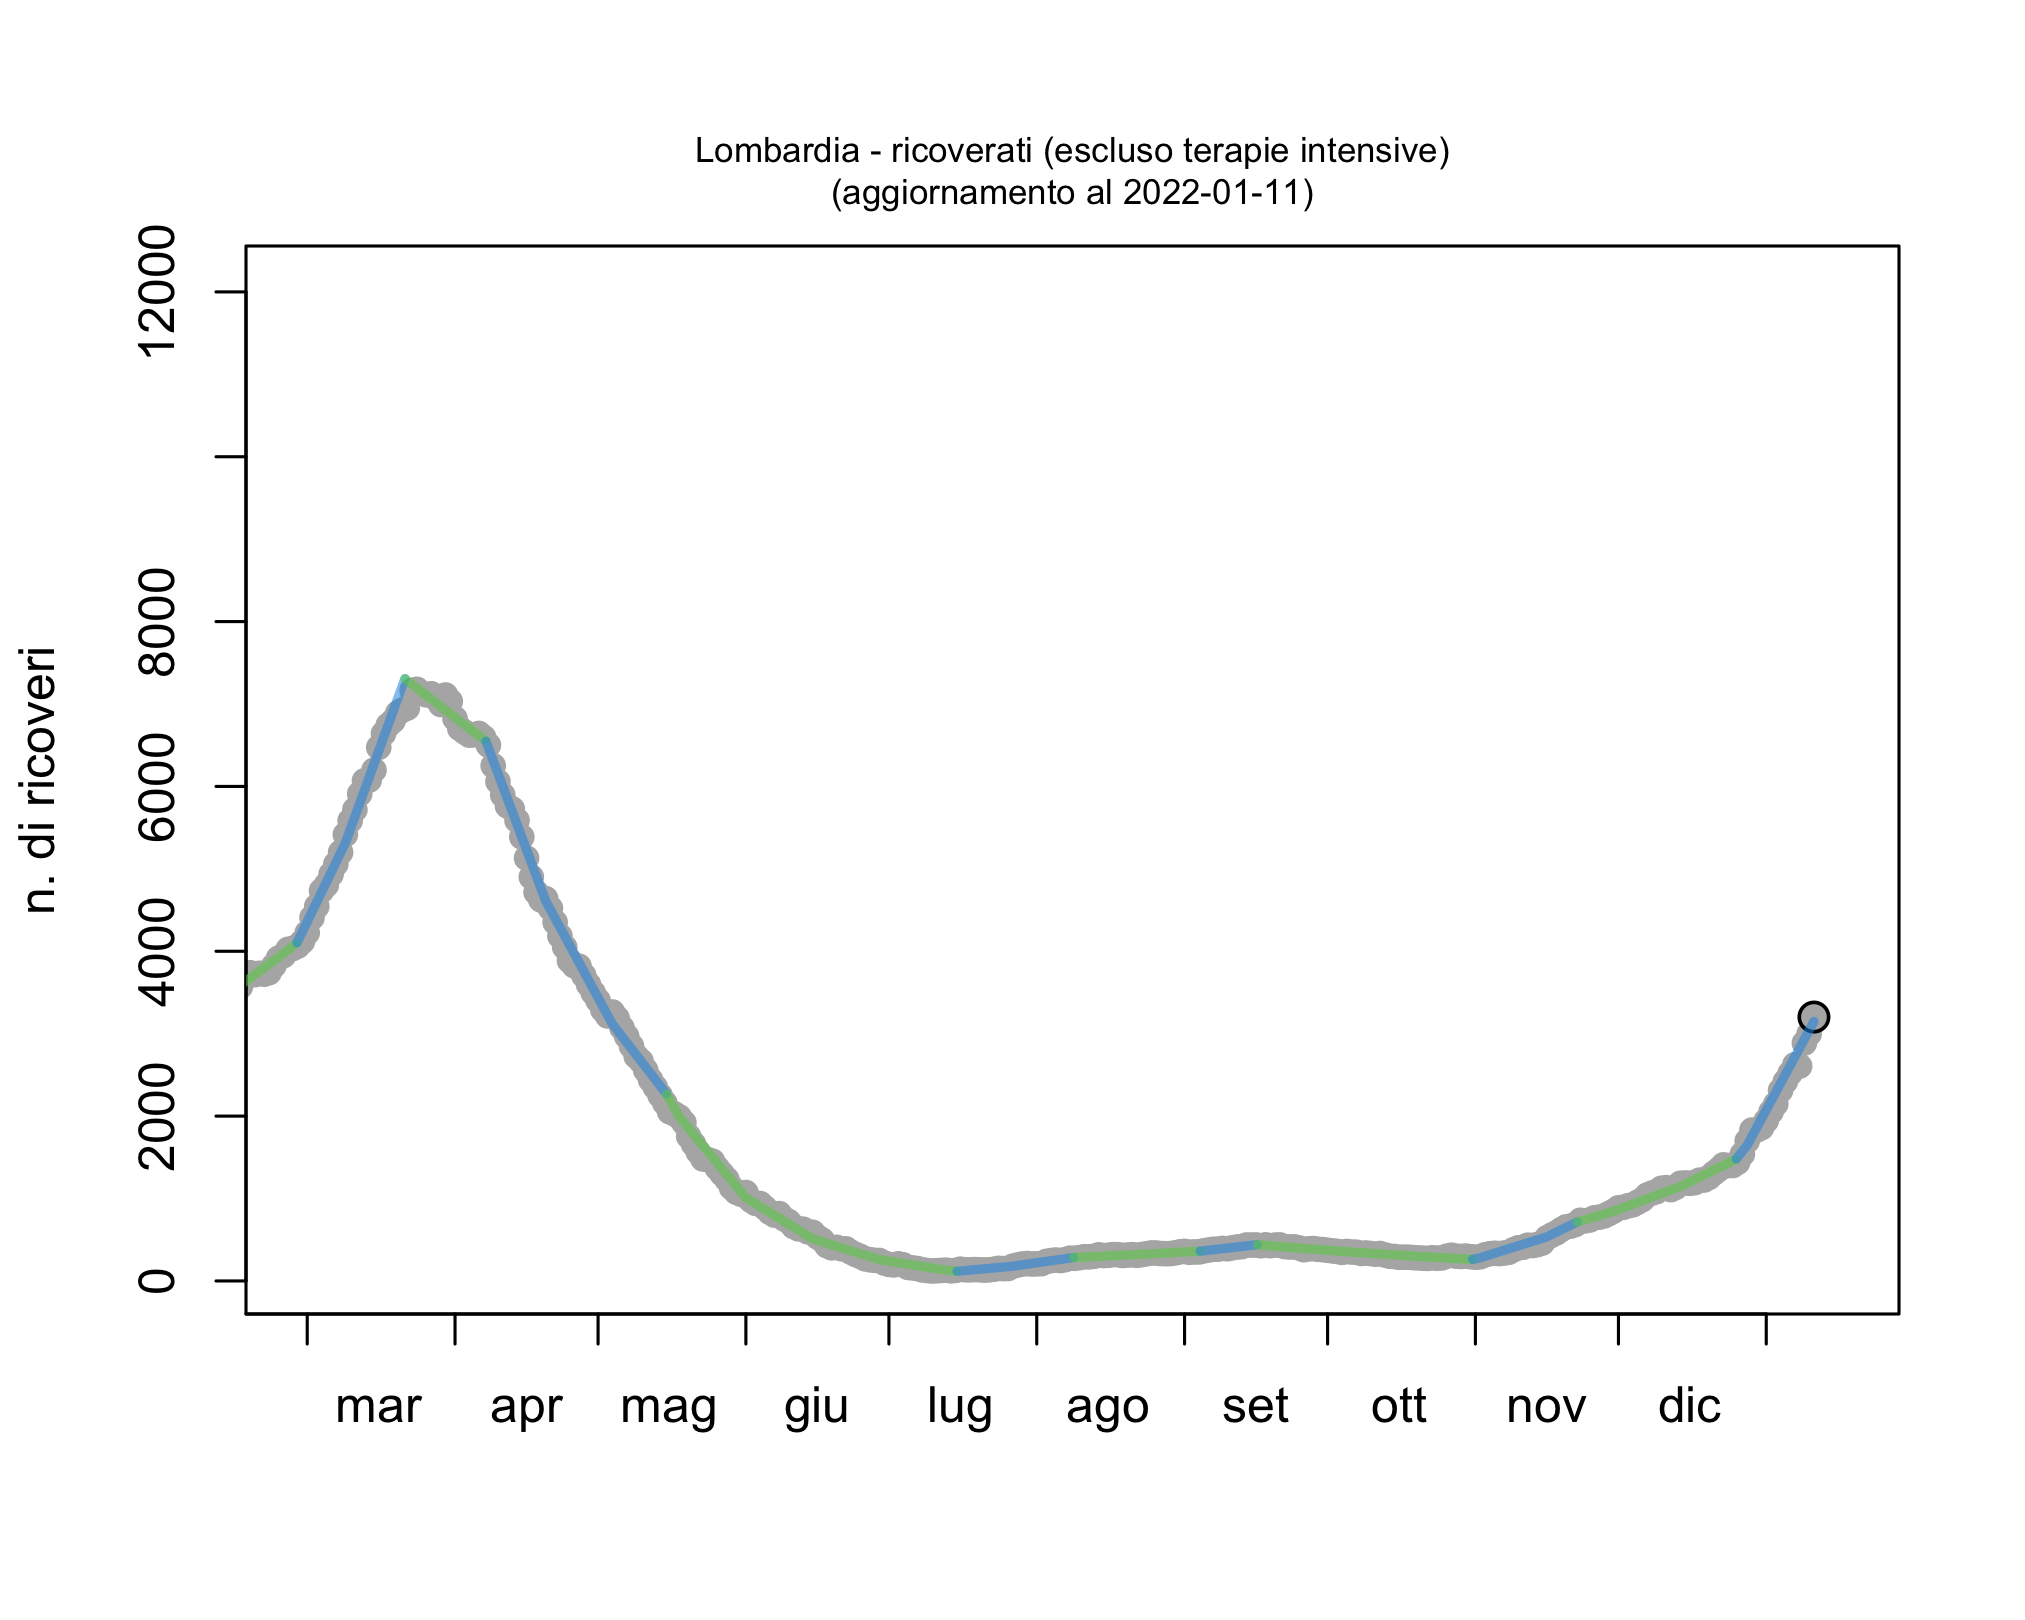 Lombardia - ricoverati (escluso terapie intensive)
(aggiornamento al 2022-01-11)
n. di ricoveri
12000
8000
6000
4000
2000
0
mar apr mag giu lug ago set ott nov dic